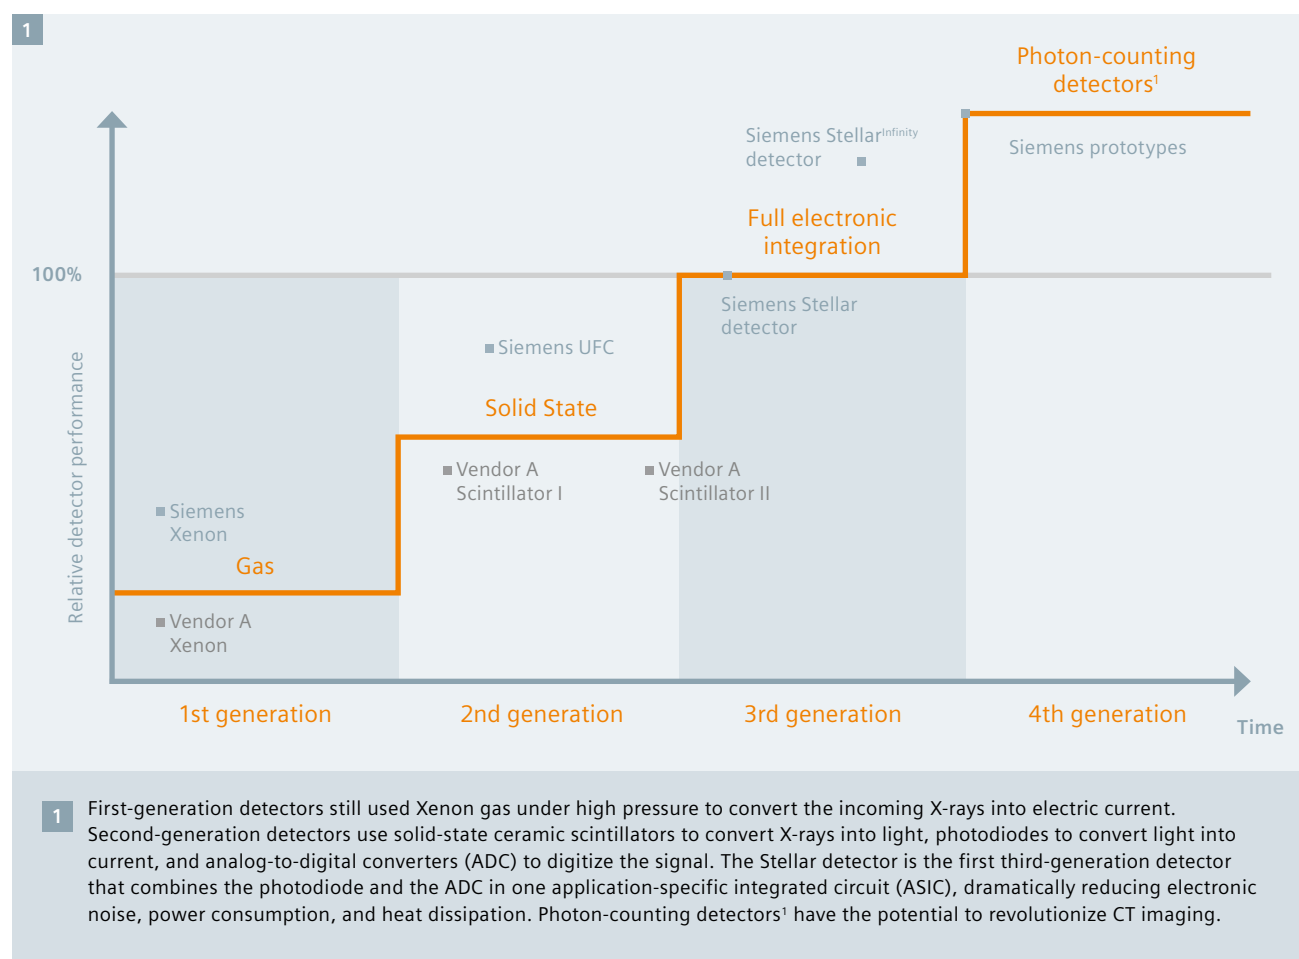 1
Photon-counting
detectors¹
Siemens Stellar^Infinity
detector
Siemens prototypes
Full electronic
integration
100%
Siemens Stellar
detector
Siemens UFC
Solid State
Relative detector performance
Vendor A
Scintillator I
Vendor A
Scintillator II
Siemens
Xenon
Gas
Vendor A
Xenon
1st generation
2nd generation
3rd generation
4th generation
Time
1
First-generation detectors still used Xenon gas under high pressure to convert the incoming X-rays into electric current.
Second-generation detectors use solid-state ceramic scintillators to convert X-rays into light, photodiodes to convert light into
current, and analog-to-digital converters (ADC) to digitize the signal. The Stellar detector is the first third-generation detector
that combines the photodiode and the ADC in one application-specific integrated circuit (ASIC), dramatically reducing electronic
noise, power consumption, and heat dissipation. Photon-counting detectors¹ have the potential to revolutionize CT imaging.